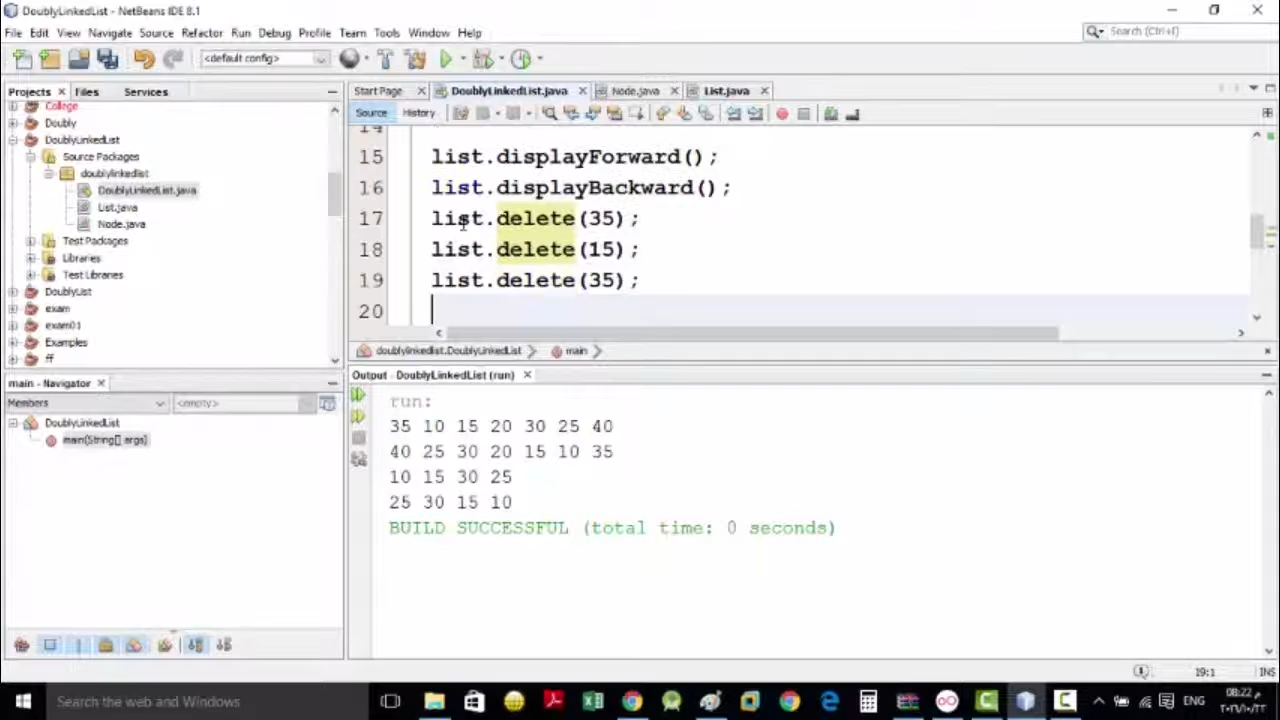 DoublyLinkedList - NetBeans IDE 8.1
File Edit View Navigate Source Refactor Run Debug Profile Team Tools Window Help
Search (Ctrl+I)
<default config>
Projects Files Services
College
Doubly
DoublyLinkedList
Source Packages
doublylinkedlist
DoublyLinkedList.java
List.java
Node.java
Test Packages
Libraries
Test Libraries
DoublyList
exam
exam01
Examples
ff
main - Navigator
Members <empty>
DoublyLinkedList
main(String[] args)
Start Page DoublyLinkedList.java Node.java List.java
Source History
14
15 list.displayForward();
16 list.displayBackward();
17 list.delete(35);
18 list.delete(15);
19 list.delete(35);
20
doublylinkedlist.DoublyLinkedList main
Output - DoublyLinkedList (run)
run:
35 10 15 20 30 25 40
40 25 30 20 15 10 35
10 15 30 25
25 30 15 10
BUILD SUCCESSFUL (total time: 0 seconds)
19:1 INS
Search the web and Windows
ENG
08:22 م